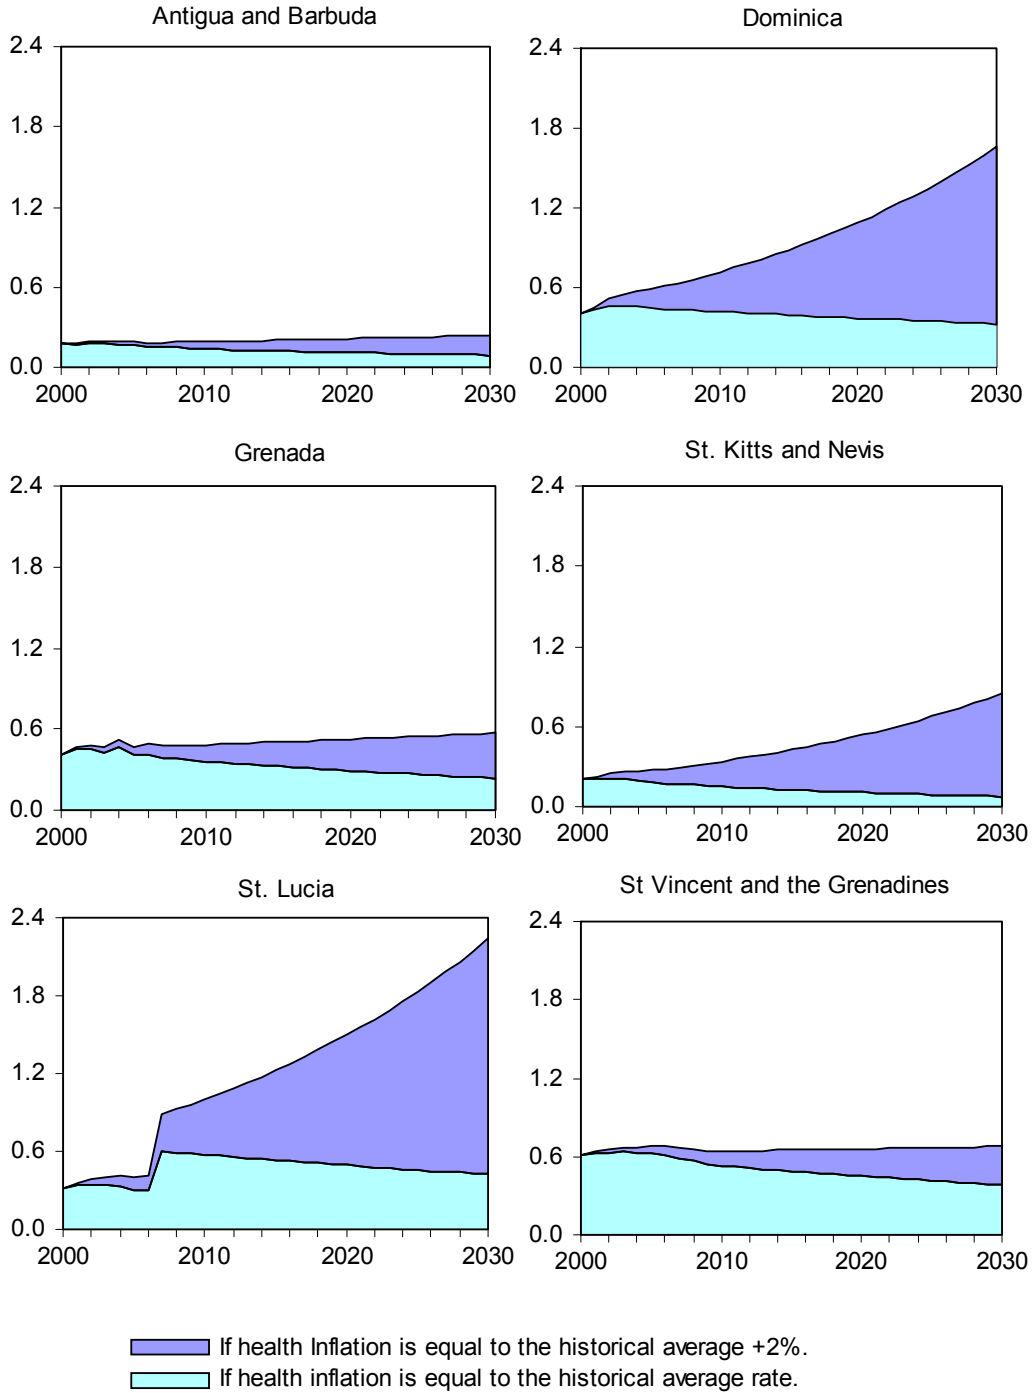 Antigua and Barbuda
2.4
1.8
1.2
0.6
0.0
2000 2010 2020 2030
Dominica
2.4
1.8
1.2
0.6
0.0
2000 2010 2020 2030
Grenada
2.4
1.8
1.2
0.6
0.0
2000 2010 2020 2030
St. Kitts and Nevis
2.4
1.8
1.2
0.6
0.0
2000 2010 2020 2030
St. Lucia
2.4
1.8
1.2
0.6
0.0
2000 2010 2020 2030
St Vincent and the Grenadines
2.4
1.8
1.2
0.6
0.0
2000 2010 2020 2030
If health Inflation is equal to the historical average +2%.
If health inflation is equal to the historical average rate.